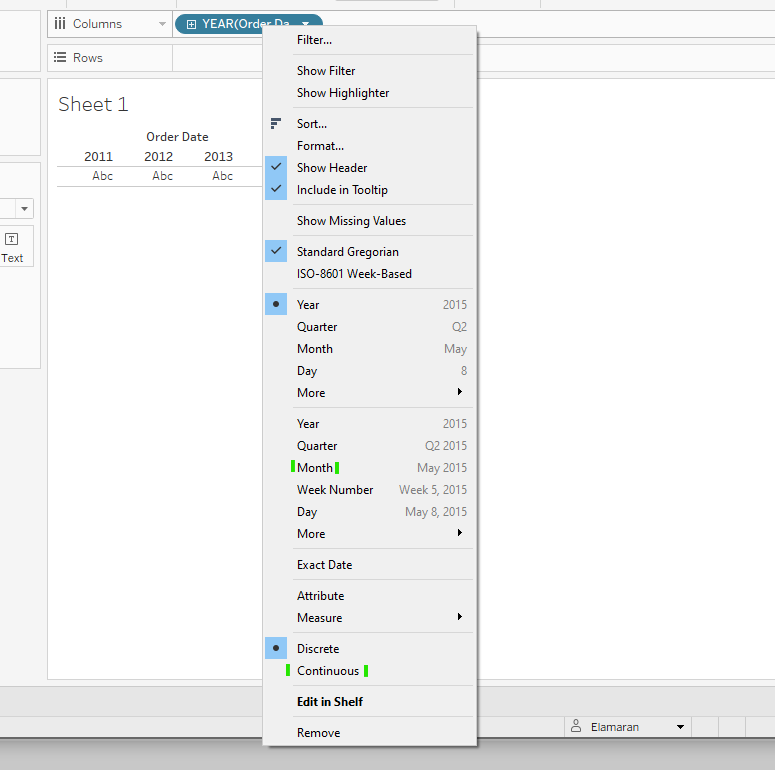 Columns
YEAR(Order Da
Rows
Sheet 1
Order Date
2011 2012 2013
Abc Abc Abc
Text
Filter...
Show Filter
Show Highlighter
Sort...
Format...
Show Header
Include in Tooltip
Show Missing Values
Standard Gregorian
ISO-8601 Week-Based
Year 2015
Quarter Q2
Month May
Day 8
More
Year 2015
Quarter Q2 2015
Month May 2015
Week Number Week 5, 2015
Day May 8, 2015
More
Exact Date
Attribute
Measure
Discrete
Continuous
Edit in Shelf
Remove
Elamaran